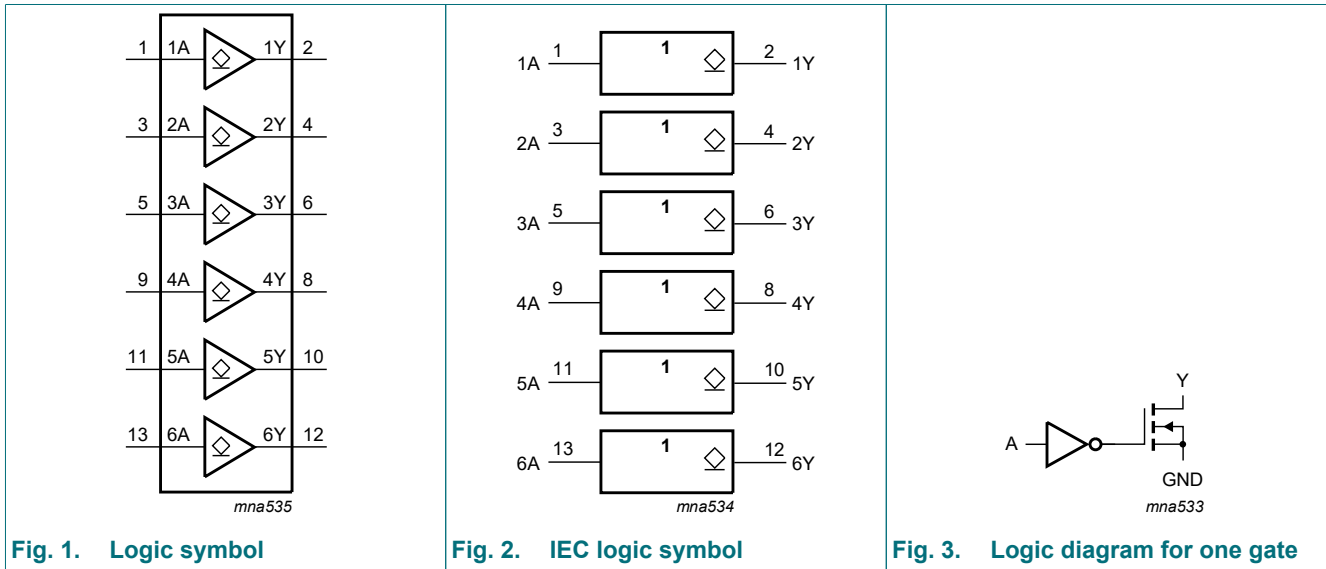 1 1A 1Y 2
3 2A 2Y 4
5 3A 3Y 6
9 4A 4Y 8
11 5A 5Y 10
13 6A 6Y 12
mna535
Fig. 1. Logic symbol
1A 1 1 2 1Y
2A 3 1 4 2Y
3A 5 1 6 3Y
4A 9 1 8 4Y
5A 11 1 10 5Y
6A 13 1 12 6Y
mna534
Fig. 2. IEC logic symbol
Y
A
GND
mna533
Fig. 3. Logic diagram for one gate